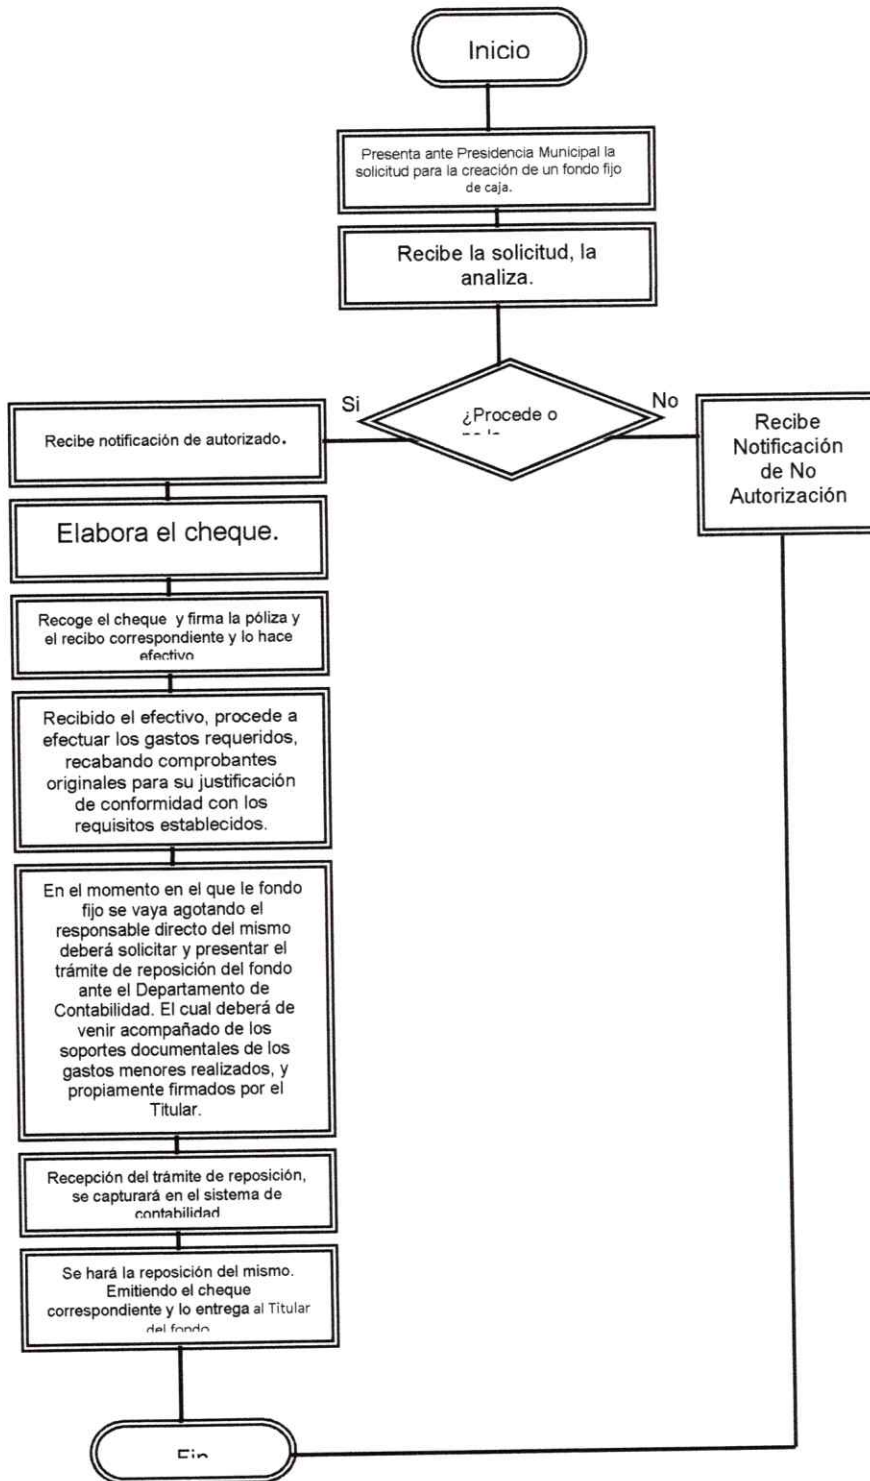 Inicio
Presenta ante Presidencia Municipal la
solicitud para la creación de un fondo fijo
de caja.
Recibe la solicitud, la
analiza.
Si
¿Procede o
No
Recibe
Notificación
de No
Autorización
Recibe notificación de autorizado.
Elabora el cheque.
Recoge el cheque y firma la póliza y
el recibo correspondiente y lo hace
efectivo
Recibido el efectivo, procede a
efectuar los gastos requeridos,
recabando comprobantes
originales para su justificación
de conformidad con los
requisitos establecidos.
En el momento en el que le fondo
fijo se vaya agotando el
responsable directo del mismo
deberá solicitar y presentar el
trámite de reposición del fondo
ante el Departamento de
Contabilidad. El cual deberá de
venir acompañado de los
soportes documentales de los
gastos menores realizados, y
propiamente firmados por el
Titular.
Recepción del trámite de reposición,
se capturará en el sistema de
contabilidad
Se hará la reposición del mismo.
Emitiendo el cheque
correspondiente y lo entrega al Titular
del fondo
Fin